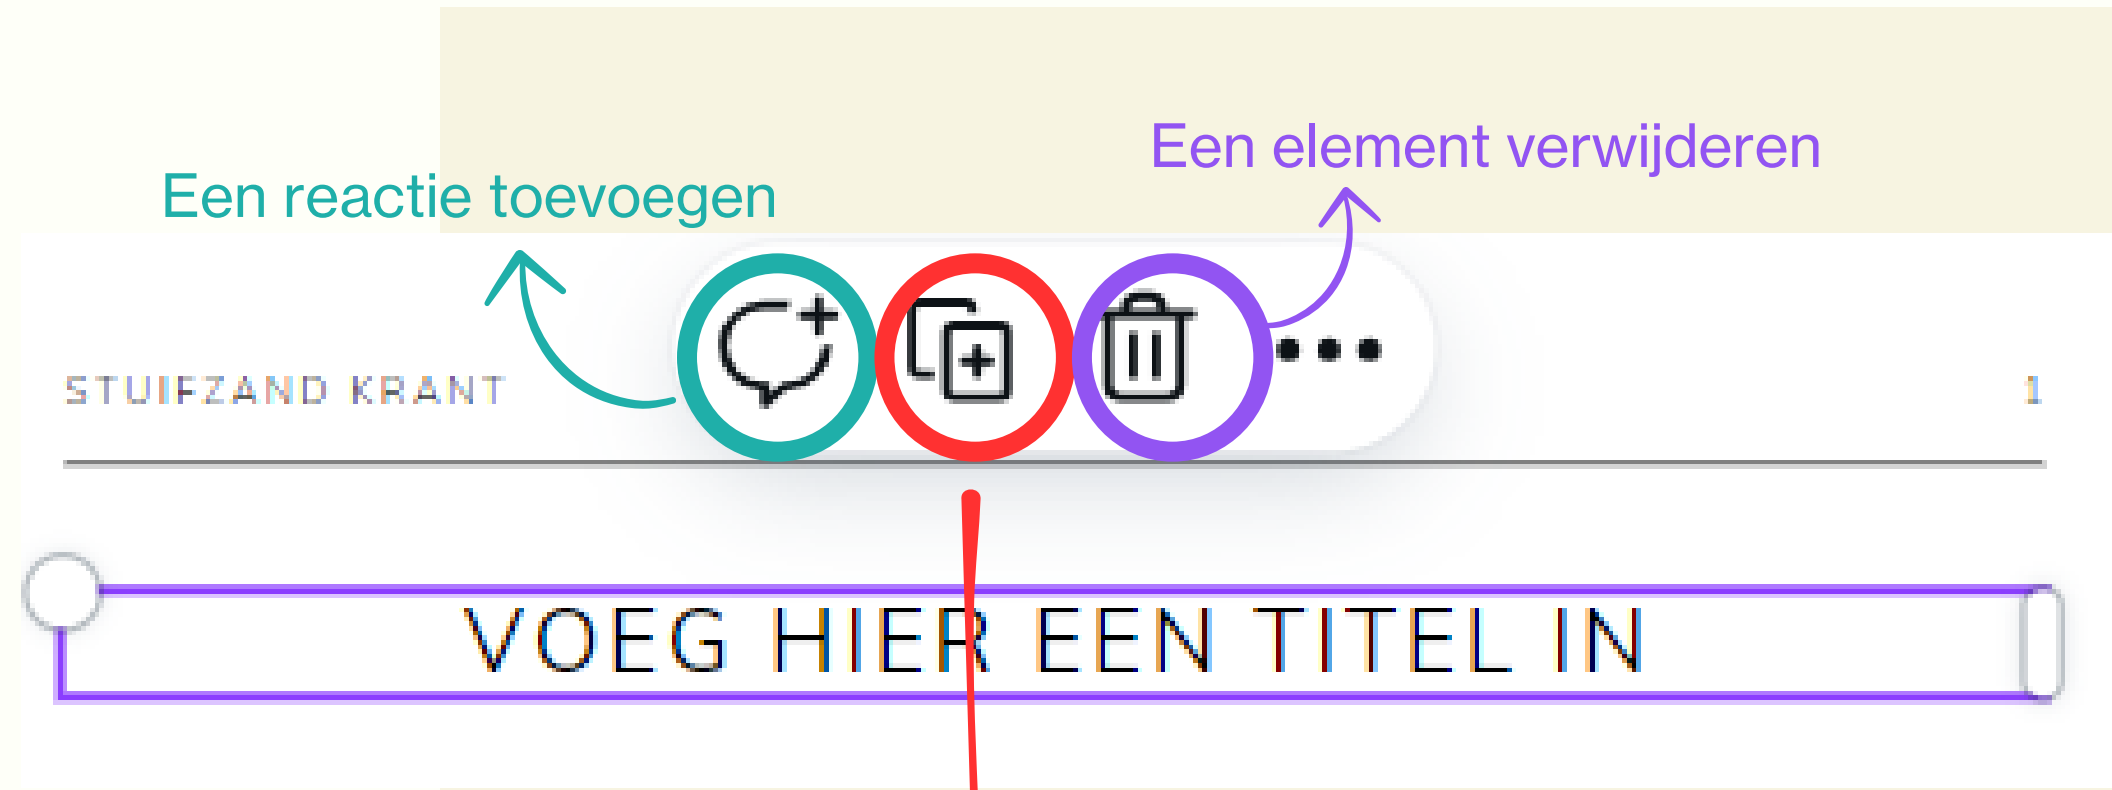 Een element verwijderen
Een reactie toevoegen
STUIFZAND KRANT
1
VOEG HIER EEN TITEL IN